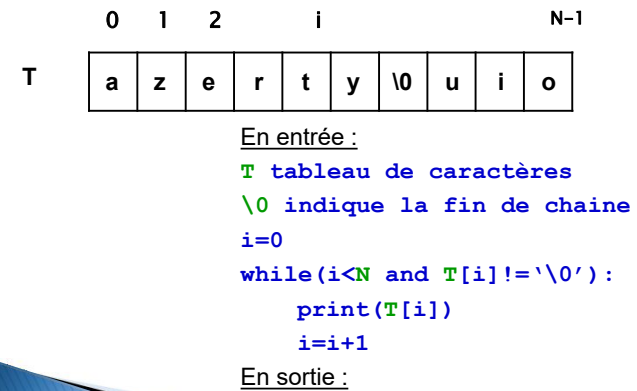 0 1 2 i N-1
T a z e r t y \0 u i o
En entrée :
T tableau de caractères
\0 indique la fin de chaine
i=0
while(i<N and T[i]!=‘\0’):
print(T[i])
i=i+1
En sortie :